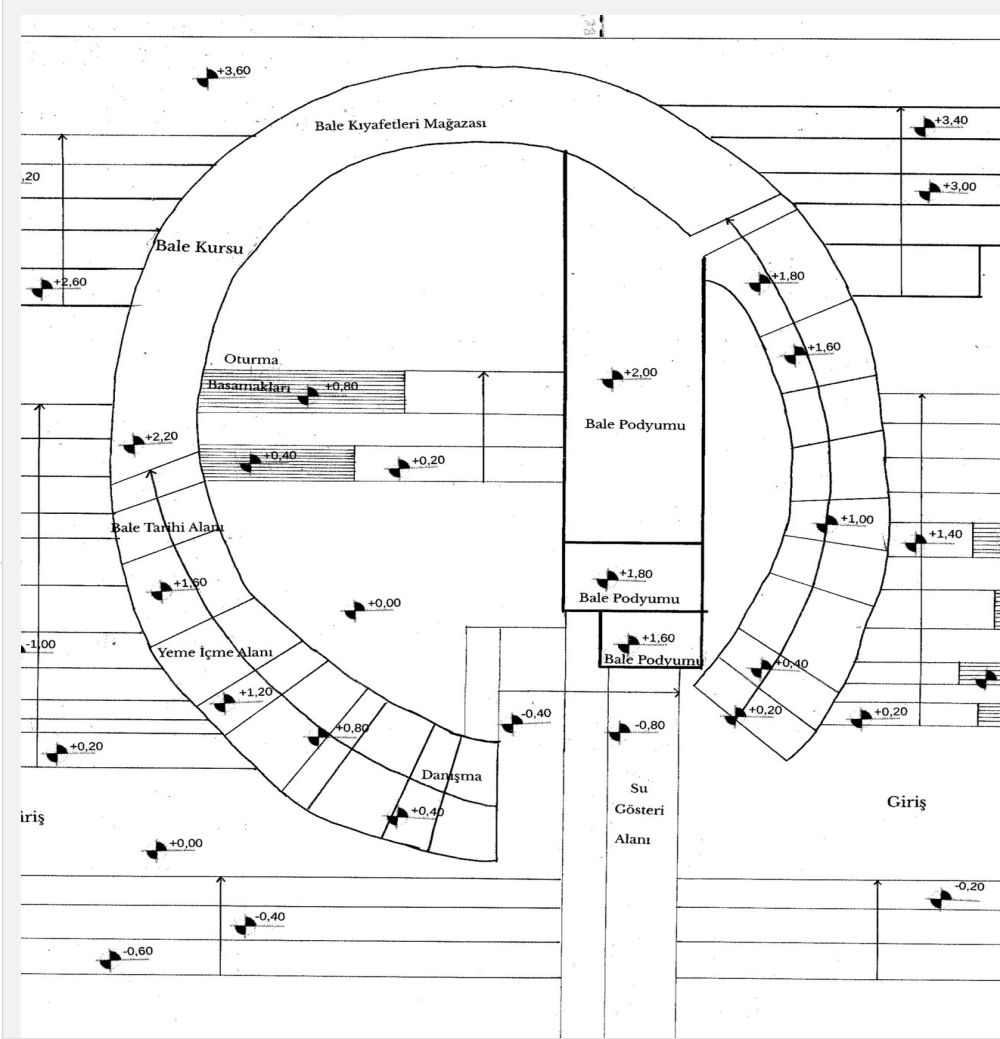 +3,60
Bale Kıyafetleri Mağazası
+3,40
,20
+3,00
Bale Kursu
+2,60
+1,80
+1,60
Oturma
Basamakları
+0,80
+2,00
Bale Podyumu
+2,20
+0,40
+0,20
Bale Tarihi Alanı
+1,00
+1,40
+1,60
+1,80
Bale Podyumu
+0,00
-1,00
Yeme İçme Alanı
+1,60
Bale Podyumu
+0,40
+1,20
-0,40
+0,20
+0,20
+0,80
-0,80
+0,20
Danışma
Su
Gösteri
Alanı
Giriş
+0,40
iriş
+0,00
-0,20
-0,40
-0,60